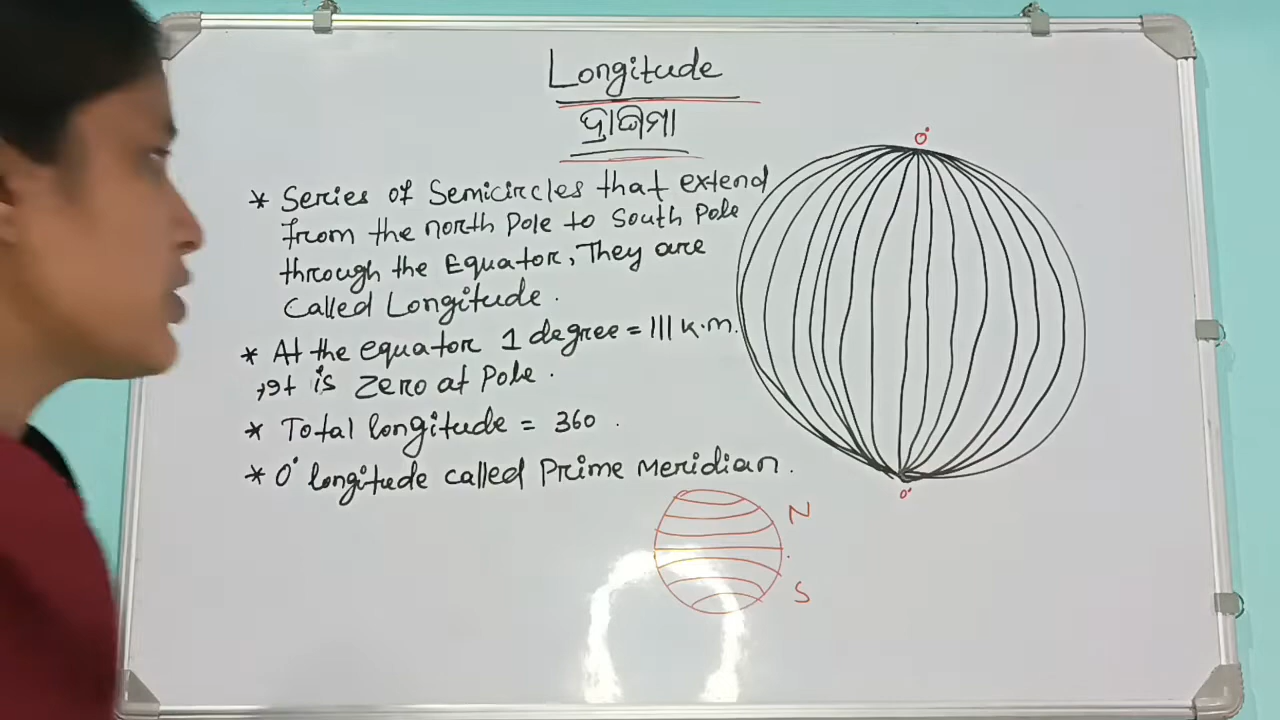 Longitude
ଦ୍ରାଘିମା
* Series of Semicircles that extend
from the north Pole to South Pole
through the Equator, They are
Called Longitude.
* At the equator 1 degree = 111 k.m.
, It is Zero at Pole.
* Total longitude = 360.
* 0° longitude called Prime Meridian.
0°
0°
N
S